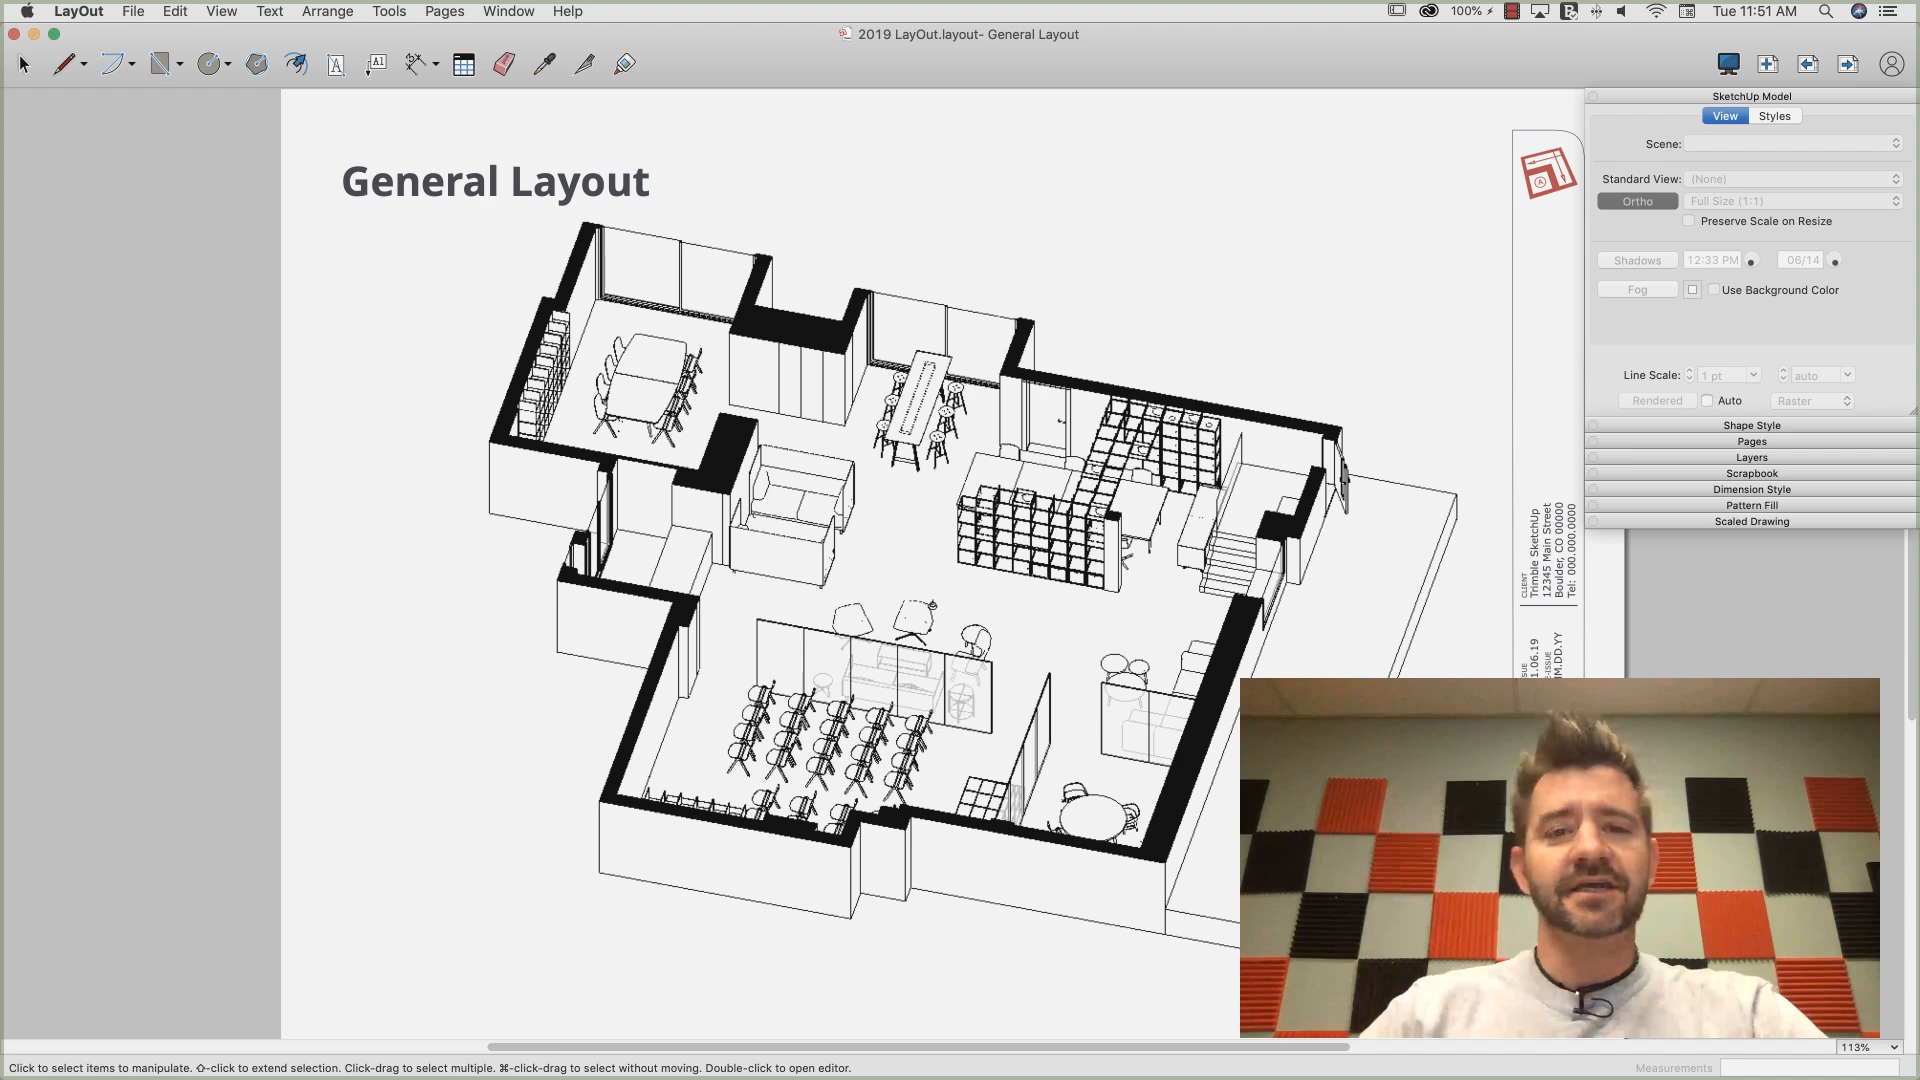 LayOut File Edit View Text Arrange Tools Pages Window Help
100% Tue 11:51 AM
2019 LayOut.layout- General Layout
SketchUp Model
View Styles
Scene:
Standard View: (None)
Ortho Full Size (1:1)
Preserve Scale on Resize
Shadows 12:33 PM 06/14
Fog Use Background Color
Line Scale: 1 pt auto
Rendered Auto Raster
Shape Style
Pages
Layers
Scrapbook
Dimension Style
Pattern Fill
Scaled Drawing
General Layout
CLIENT
Trimble SketchUp
12345 Main Street
Boulder, CO 00000
Tel: 000.000.0000
113%
Click to select items to manipulate. ⇧-click to extend selection. Click-drag to select multiple. ⌘-click-drag to select without moving. Double-click to open editor.
Measurements